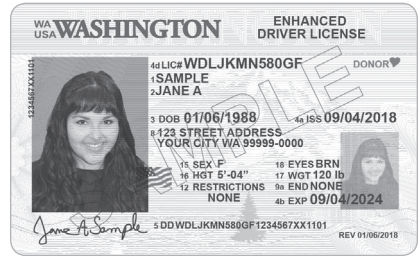 WA USA WASHINGTON
ENHANCED
DRIVER LICENSE
4d LIC# WDLJKMN580GF
DONOR
1 SAMPLE
2 JANE A
3 DOB 01/06/1988 4a ISS 09/04/2018
8 123 STREET ADDRESS
YOUR CITY WA 99999-0000
15 SEX F 18 EYES BRN
16 HGT 5'-04" 17 WGT 120 lb
12 RESTRICTIONS 9a END NONE
NONE 4b EXP 09/04/2024
Jane A Sample
5 DD WDLJKMN580GF1234567XX1101
REV 01/06/2018
1234567XX1101
SAMPLE